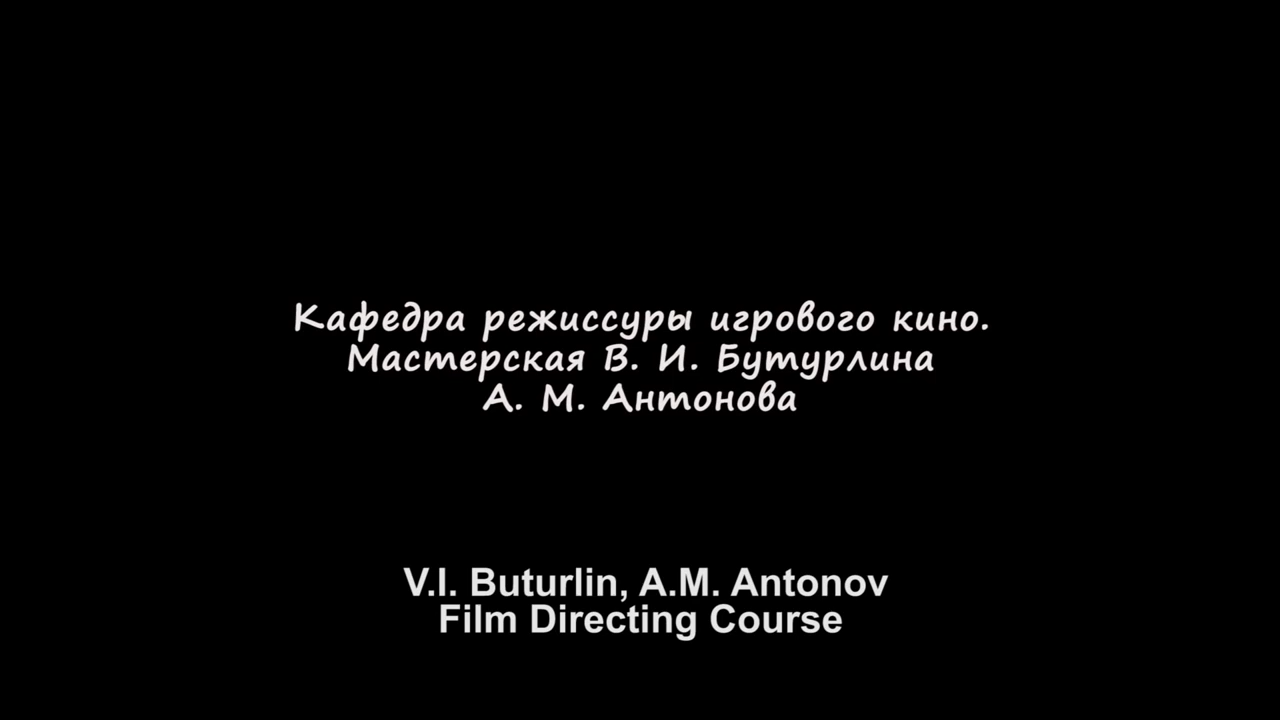 Кафедра режиссуры игрового кино.
Мастерская В. И. Бутурлина
А. М. Антонова
V.I. Buturlin, A.M. Antonov
Film Directing Course